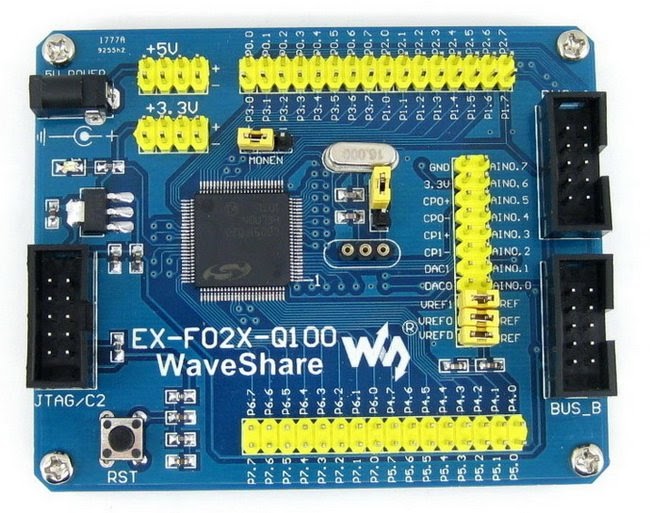 1777A
9255h2
+5V
5V POWER
+
-
+3.3V
+
-
P0.0 P0.1 P0.2 P0.3 P0.4 P0.5 P0.6 P0.7 P2.0 P2.1 P2.2 P2.3 P2.4 P2.5 P2.6 P2.7
P3.0 P3.1 P3.2 P3.3 P3.4 P3.5 P3.6 P3.7 P1.0 P1.1 P1.2 P1.3 P1.4 P1.5 P1.6 P1.7
MONEN
16.000
GND AIN0.7
3.3V AIN0.6
CP0+ AIN0.5
CP0- AIN0.4
CP1+ AIN0.3
CP1- AIN0.2
DAC1 AIN0.1
DAC0 AIN0.0
VREF1 VREF
VREF0 VREF
VREFD VREF
1
EX-F02X-Q100
WaveShare
®
JTAG/C2
RST
BUS_B
P6.7 P6.6 P6.5 P6.4 P6.3 P6.2 P6.1 P6.0 P4.7 P4.6 P4.5 P4.4 P4.3 P4.2 P4.1 P4.0
P7.7 P7.6 P7.5 P7.4 P7.3 P7.2 P7.1 P7.0 P5.7 P5.6 P5.5 P5.4 P5.3 P5.2 P5.1 P5.0